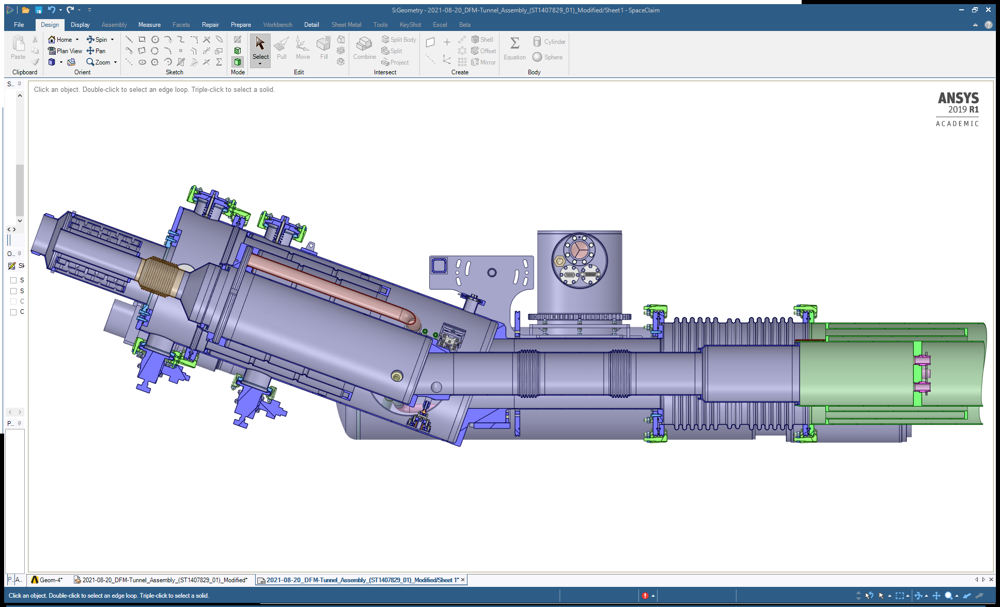 S:Geometry - 2021-08-20_DFM-Tunnel_Assembly_(ST1407829_01)_Modified/Sheet1 - SpaceClaim
File Design Display Assembly Measure Facets Repair Prepare Workbench Detail Sheet Metal Tools KeyShot Excel Beta
Paste
Clipboard
Home Spin
Plan View Pan
Zoom
Orient
Sketch
Mode
Select Pull Move Fill
Edit
Combine
Split Body
Split
Project
Intersect
Shell
Offset
Mirror
Create
Equation
Cylinder
Sphere
Body
S...
Click an object. Double-click to select an edge loop. Triple-click to select a solid.
ANSYS
2019 R1
ACADEMIC
O...
Sk
S
S
C
C
P...
P... A...
Geom-4* 2021-08-20_DFM-Tunnel_Assembly_(ST1407829_01)_Modified* 2021-08-20_DFM-Tunnel_Assembly_(ST1407829_01)_Modified/Sheet 1*
Click an object. Double-click to select an edge loop. Triple-click to select a solid.